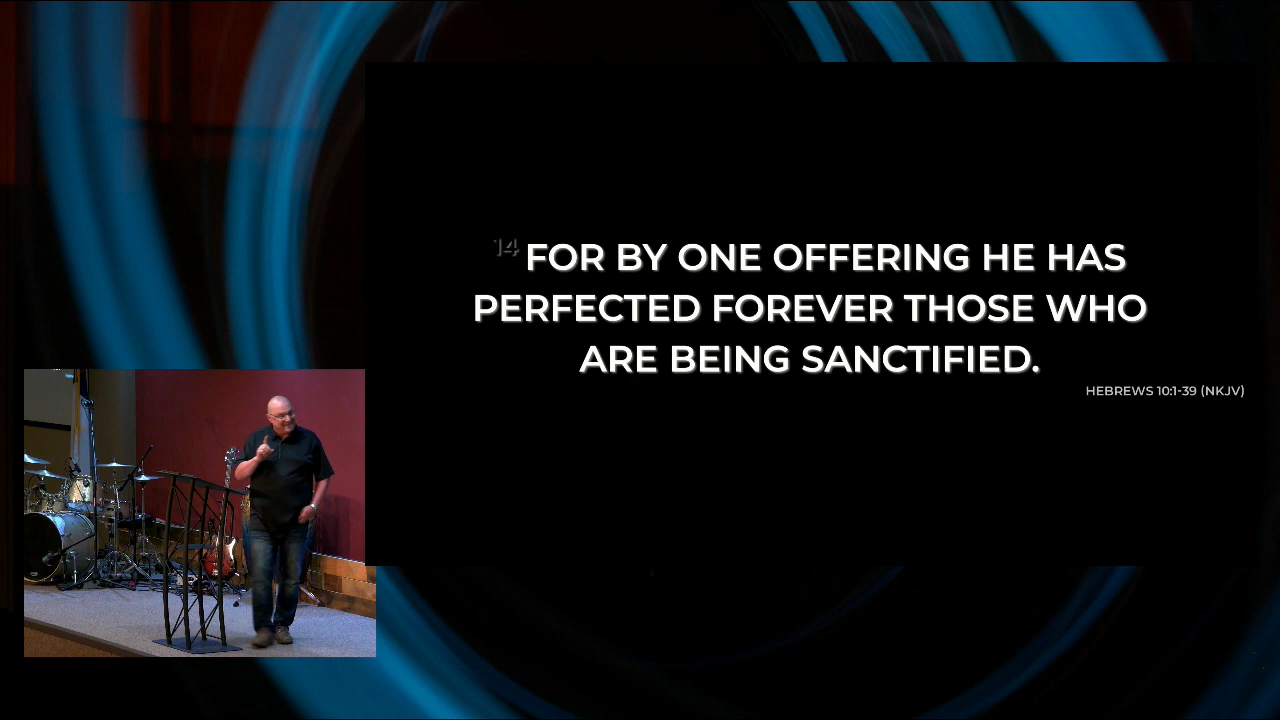 14 FOR BY ONE OFFERING HE HAS
PERFECTED FOREVER THOSE WHO
ARE BEING SANCTIFIED.
HEBREWS 10:1-39 (NKJV)